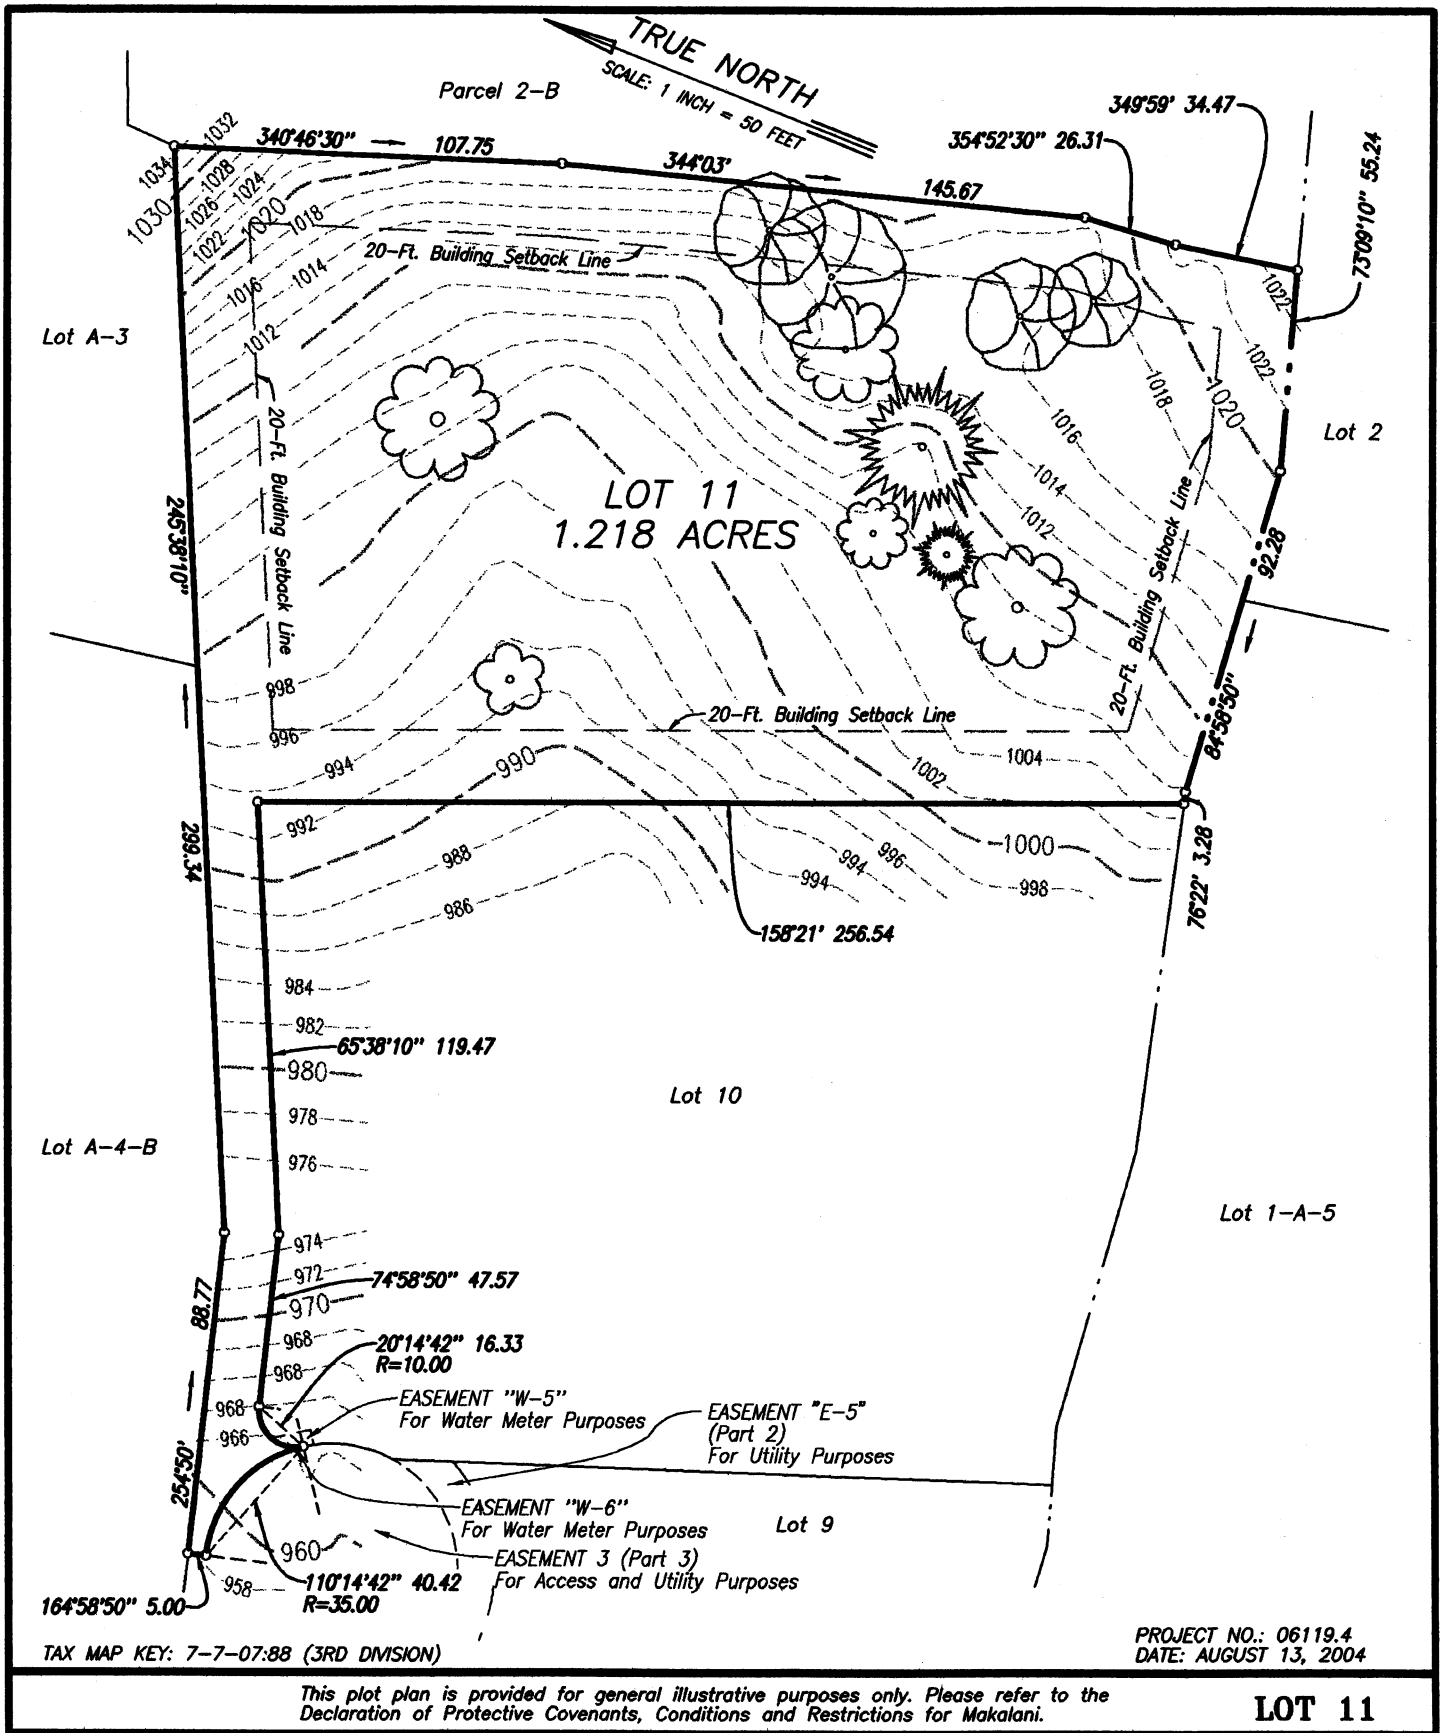 TRUE NORTH
SCALE: 1 INCH = 50 FEET
Parcel 2-B
349°59' 34.47
354°52'30" 26.31
73°09'10" 55.24
340°46'30"
107.75
344°03'
145.67
1034
1032
1030
1028
1026
1024
1022
1020
1018
1016
1014
1012
20-Ft. Building Setback Line
1022
1022
1020
1018
1016
1014
1012
Lot A-3
Lot 2
20-Ft. Building Setback Line
245°38'10"
LOT 11
1.218 ACRES
20-Ft. Building Setback Line
92.28
84°58'50"
20-Ft. Building Setback Line
998
996
994
990
992
988
986
1004
1002
1000
998
996
994
994
299.34
76°22' 3.28
158°21' 256.54
984
982
65°38'10" 119.47
980
978
976
Lot 10
Lot A-4-B
Lot 1-A-5
974
972
74°58'50" 47.57
970
88.77
968
20°14'42" 16.33
R=10.00
968
968
966
EASEMENT "W-5"
For Water Meter Purposes
EASEMENT "E-5"
(Part 2)
For Utility Purposes
254°50'
EASEMENT "W-6"
For Water Meter Purposes
Lot 9
960
EASEMENT 3 (Part 3)
For Access and Utility Purposes
958
110°14'42" 40.42
R=35.00
164°58'50" 5.00
TAX MAP KEY: 7-7-07:88 (3RD DIVISION)
PROJECT NO.: 06119.4
DATE: AUGUST 13, 2004
This plot plan is provided for general illustrative purposes only. Please refer to the
Declaration of Protective Covenants, Conditions and Restrictions for Makalani.
LOT 11